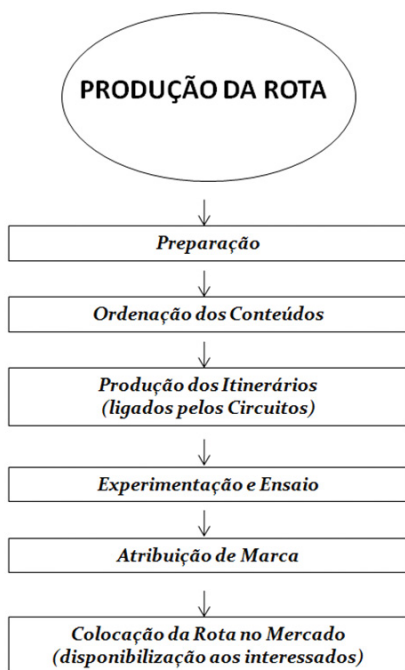 PRODUÇÃO DA ROTA
Preparação
Ordenação dos Conteúdos
Produção dos Itinerários
(ligados pelos Circuitos)
Experimentação e Ensaio
Atribuição de Marca
Colocação da Rota no Mercado
(disponibilização aos interessados)